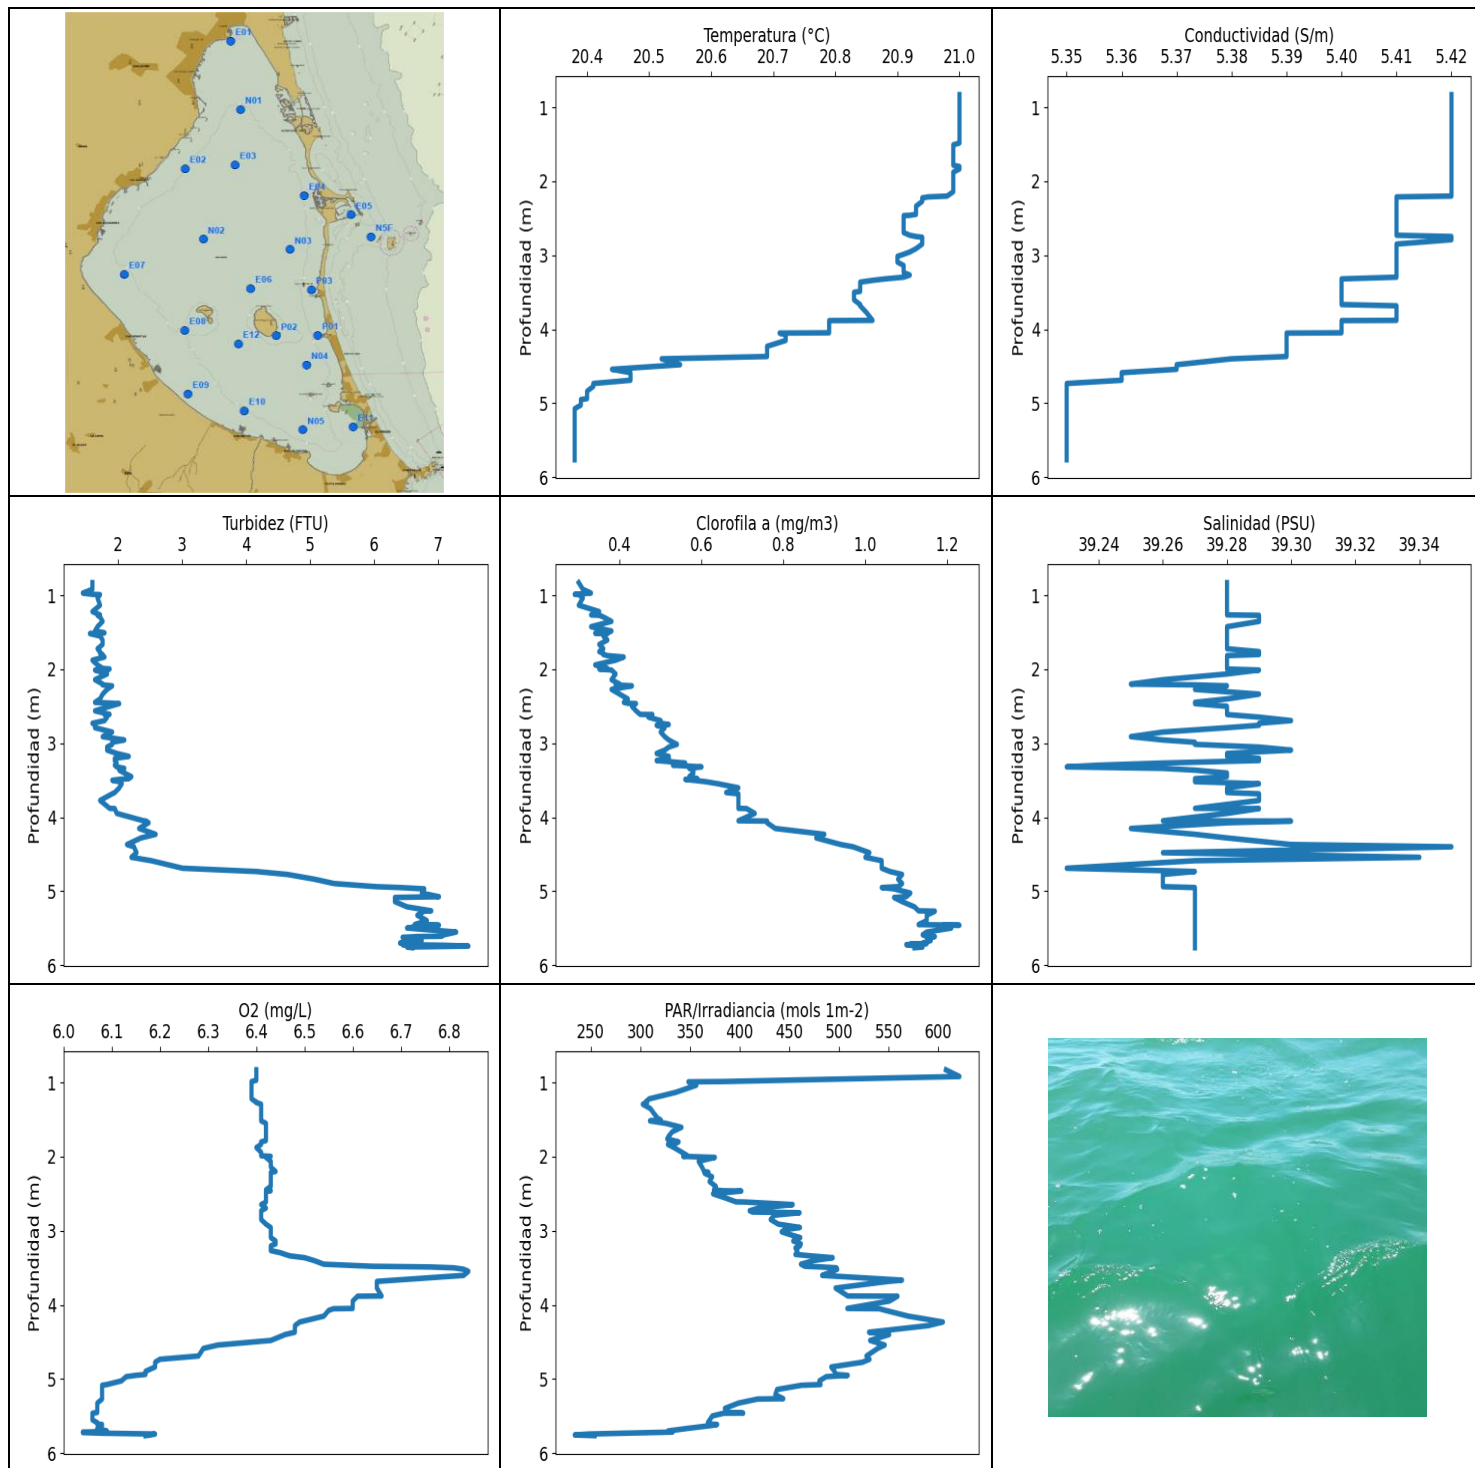 E01
N01
E02
E03
E04
E05
N5F
N02
N03
E07
E06
P03
E08
E12
P02
P01
N04
E09
E10
N05
E11
Temperatura (°C)
20.4 20.5 20.6 20.7 20.8 20.9 21.0
Profundidad (m)
1
2
3
4
5
6
Conductividad (S/m)
5.35 5.36 5.37 5.38 5.39 5.40 5.41 5.42
Profundidad (m)
1
2
3
4
5
6
Turbidez (FTU)
2 3 4 5 6 7
Profundidad (m)
1
2
3
4
5
6
Clorofila a (mg/m3)
0.4 0.6 0.8 1.0 1.2
Profundidad (m)
1
2
3
4
5
6
Salinidad (PSU)
39.24 39.26 39.28 39.30 39.32 39.34
Profundidad (m)
1
2
3
4
5
6
O2 (mg/L)
6.0 6.1 6.2 6.3 6.4 6.5 6.6 6.7 6.8
Profundidad (m)
1
2
3
4
5
6
PAR/Irradiancia (mols 1m-2)
250 300 350 400 450 500 550 600
Profundidad (m)
1
2
3
4
5
6